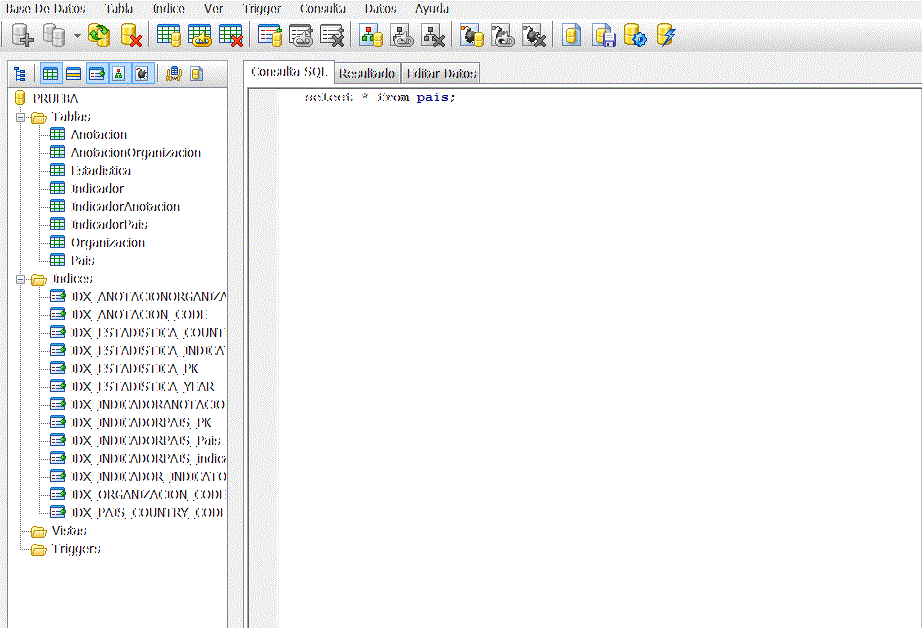 Base De Datos Tabla Indice Ver Trigger Consulta Datos Ayuda
Consulta SQL Resultado Editar Datos
select * from pais;
PRUEBA
Tablas
Anotacion
AnotacionOrganizacion
Estadistica
Indicador
IndicadorAnotacion
IndicadorPais
Organizacion
Pais
Indices
IDX_ANOTACIONORGANIZA
IDX_ANOTACION_CODE
IDX_ESTADISTICA_COUNT
IDX_ESTADISTICA_INDICA
IDX_ESTADISTICA_PK
IDX_ESTADISTICA_YEAR
IDX_INDICADORANOTACIO
IDX_INDICADORPAIS_PK
IDX_INDICADORPAIS_Pais
IDX_INDICADORPAIS_indica
IDX_INDICADOR_INDICATO
IDX_ORGANIZACION_CODE
IDX_PAIS_COUNTRY_CODE
Vistas
Triggers